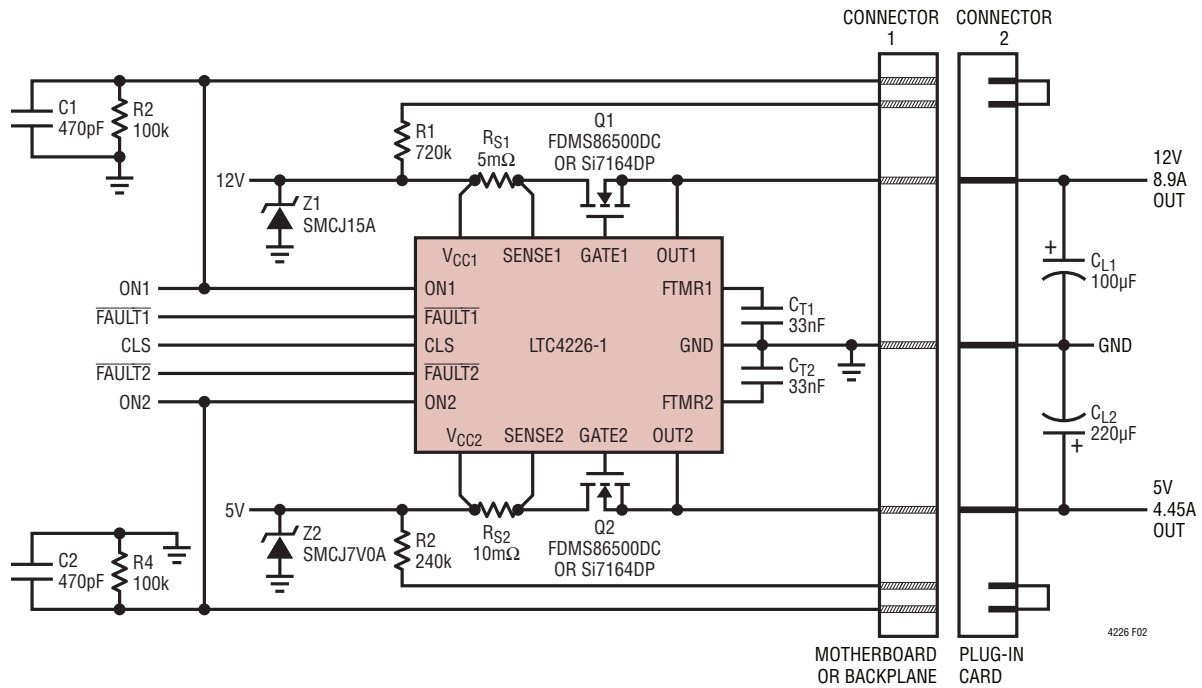 CONNECTOR
1
CONNECTOR
2
C1
470pF
R2
100k
R1
720k
RS1
5mΩ
Q1
FDMS86500DC
OR Si7164DP
12V
Z1
SMCJ15A
12V
8.9A
OUT
VCC1
SENSE1
GATE1
OUT1
ON1
FAULT1
CLS
FAULT2
ON2
ON1
FAULT1
CLS
FAULT2
ON2
LTC4226-1
FTMR1
GND
FTMR2
CT1
33nF
CT2
33nF
+
CL1
100µF
GND
CL2
220µF
+
VCC2
SENSE2
GATE2
OUT2
5V
Z2
SMCJ7V0A
R2
240k
RS2
10mΩ
Q2
FDMS86500DC
OR Si7164DP
5V
4.45A
OUT
C2
470pF
R4
100k
4226 F02
MOTHERBOARD
OR BACKPLANE
PLUG-IN
CARD